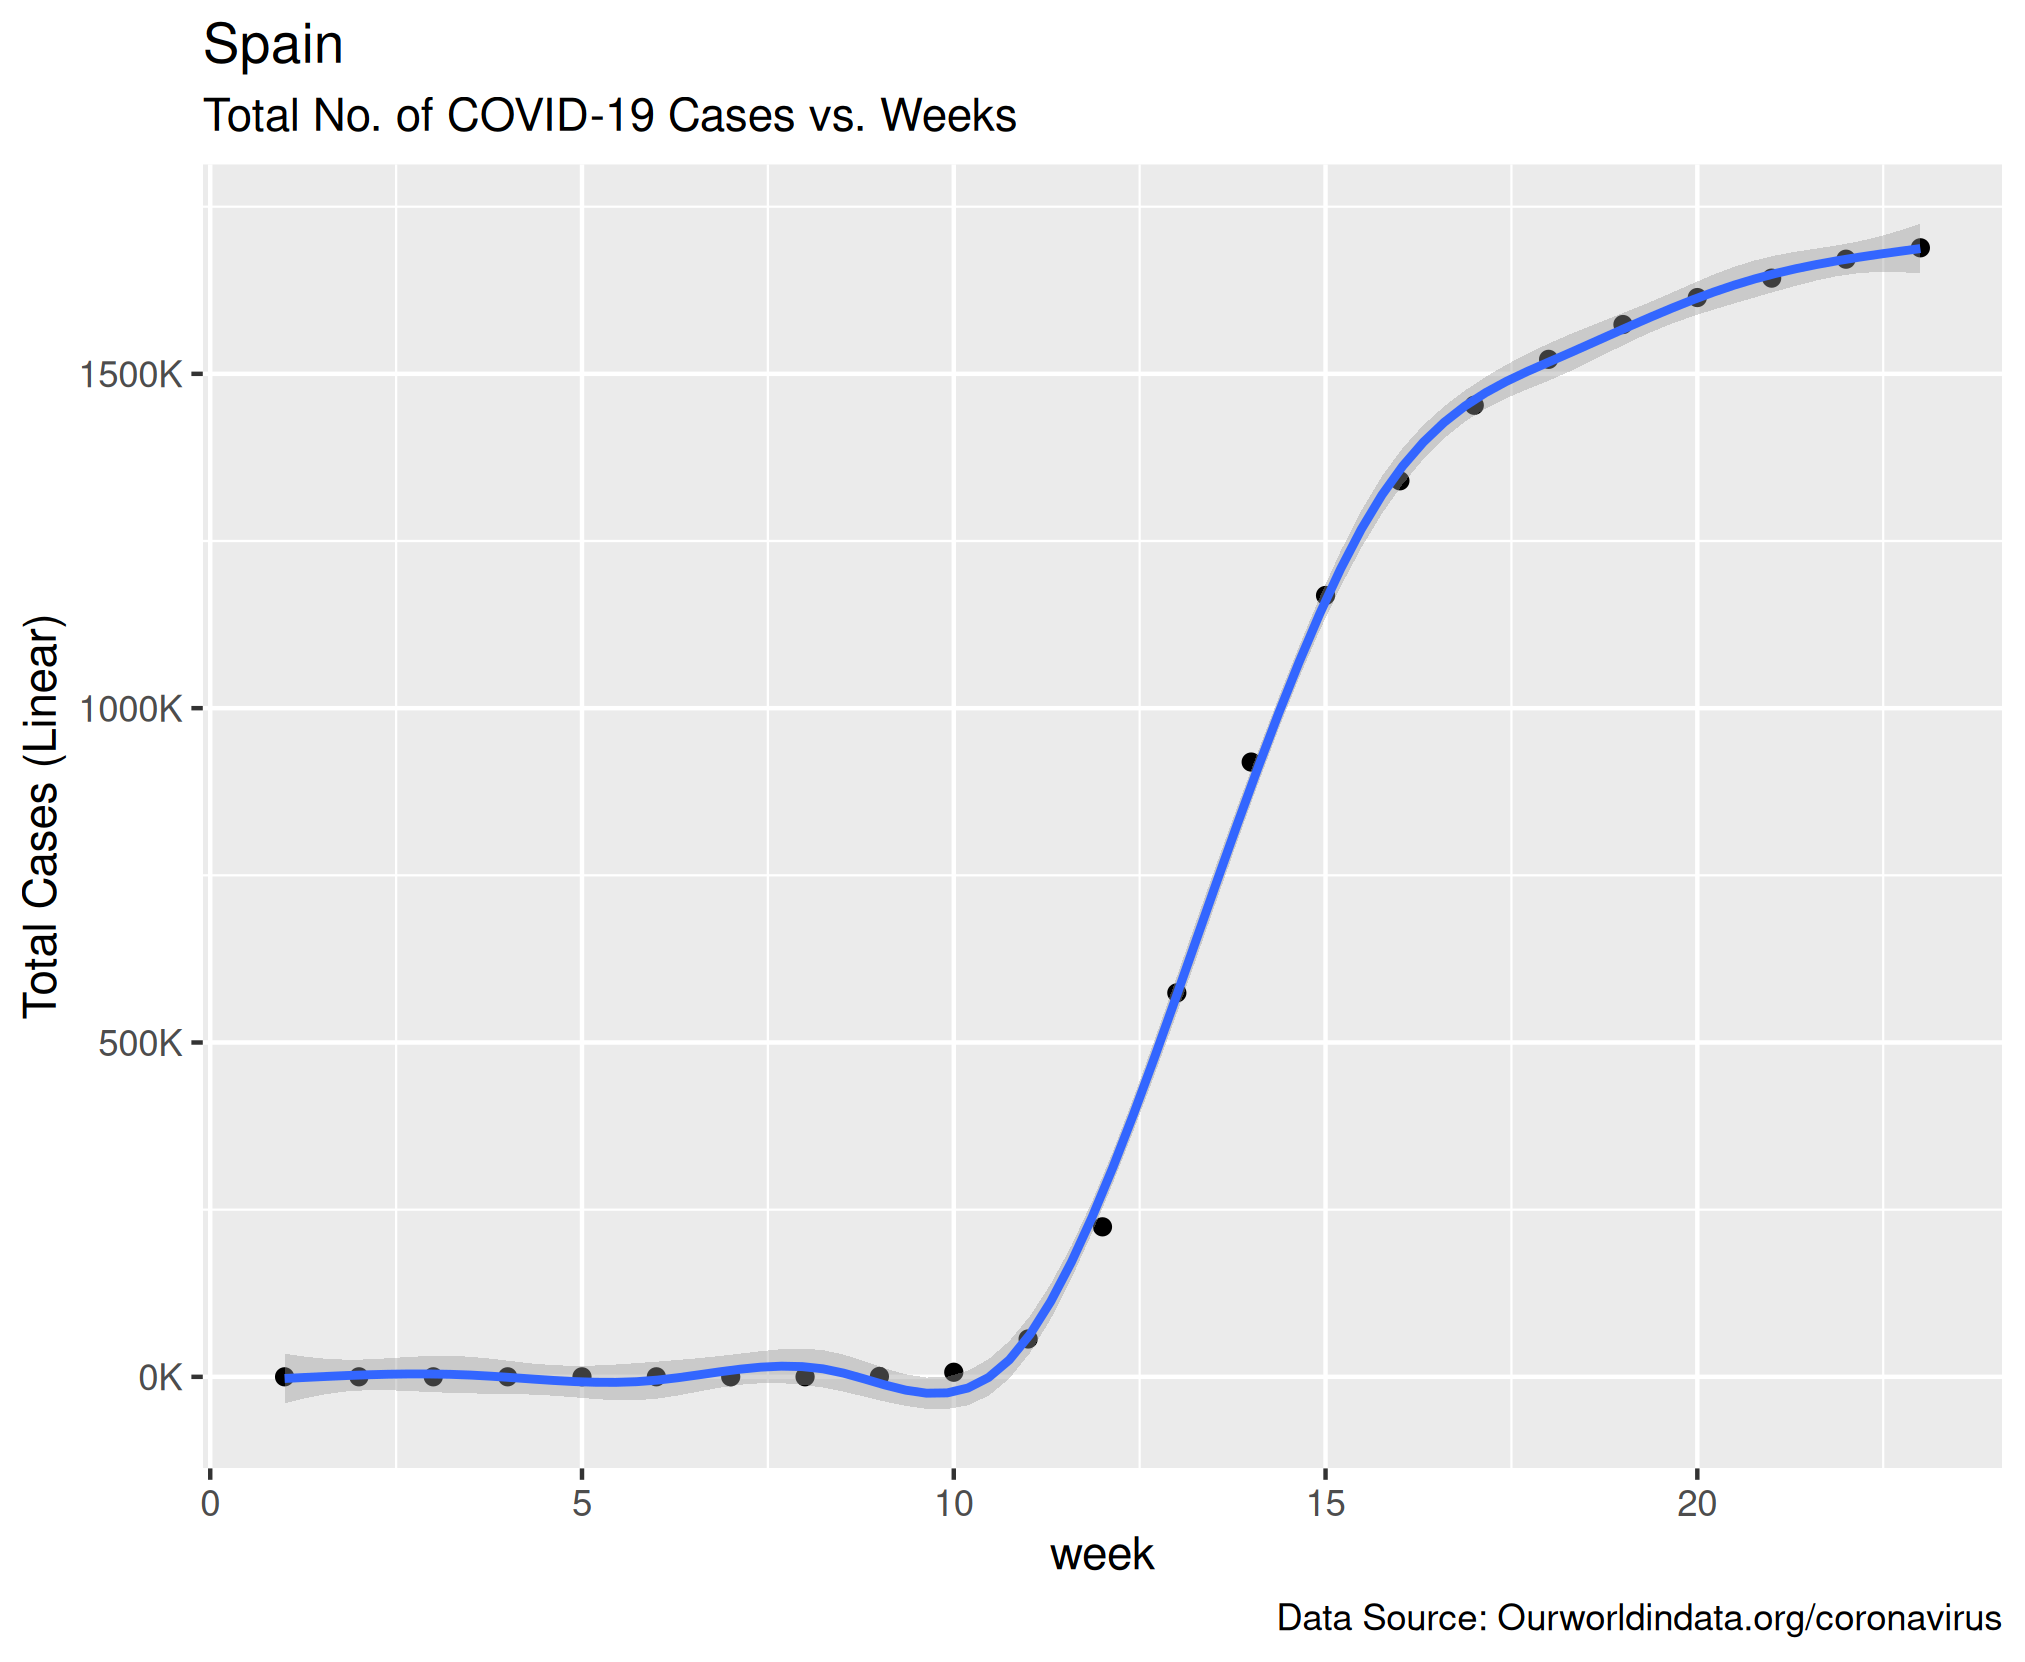 Spain
Total No. of COVID-19 Cases vs. Weeks
Total Cases (Linear)
1500K
1000K
500K
0K
0 5 10 15 20
week
Data Source: Ourworldindata.org/coronavirus